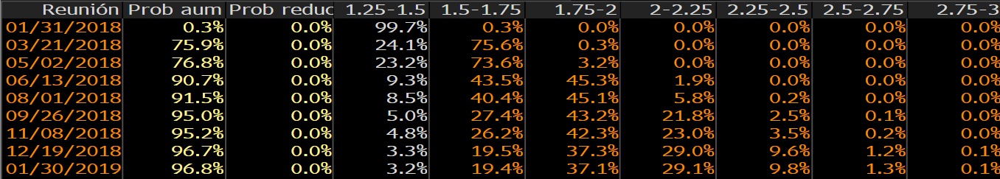 Reunión Prob aum Prob reduc 1.25-1.5 1.5-1.75 1.75-2 2-2.25 2.25-2.5 2.5-2.75 2.75-3
01/31/2018 0.3% 0.0% 99.7% 0.3% 0.0% 0.0% 0.0% 0.0% 0.0%
03/21/2018 75.9% 0.0% 24.1% 75.6% 0.3% 0.0% 0.0% 0.0% 0.0%
05/02/2018 76.8% 0.0% 23.2% 73.6% 3.2% 0.0% 0.0% 0.0% 0.0%
06/13/2018 90.7% 0.0% 9.3% 43.5% 45.3% 1.9% 0.0% 0.0% 0.0%
08/01/2018 91.5% 0.0% 8.5% 40.4% 45.1% 5.8% 0.2% 0.0% 0.0%
09/26/2018 95.0% 0.0% 5.0% 27.4% 43.2% 21.8% 2.5% 0.1% 0.0%
11/08/2018 95.2% 0.0% 4.8% 26.2% 42.3% 23.0% 3.5% 0.2% 0.0%
12/19/2018 96.7% 0.0% 3.3% 19.5% 37.3% 29.0% 9.6% 1.2% 0.1%
01/30/2019 96.8% 0.0% 3.2% 19.4% 37.1% 29.1% 9.8% 1.3% 0.1%